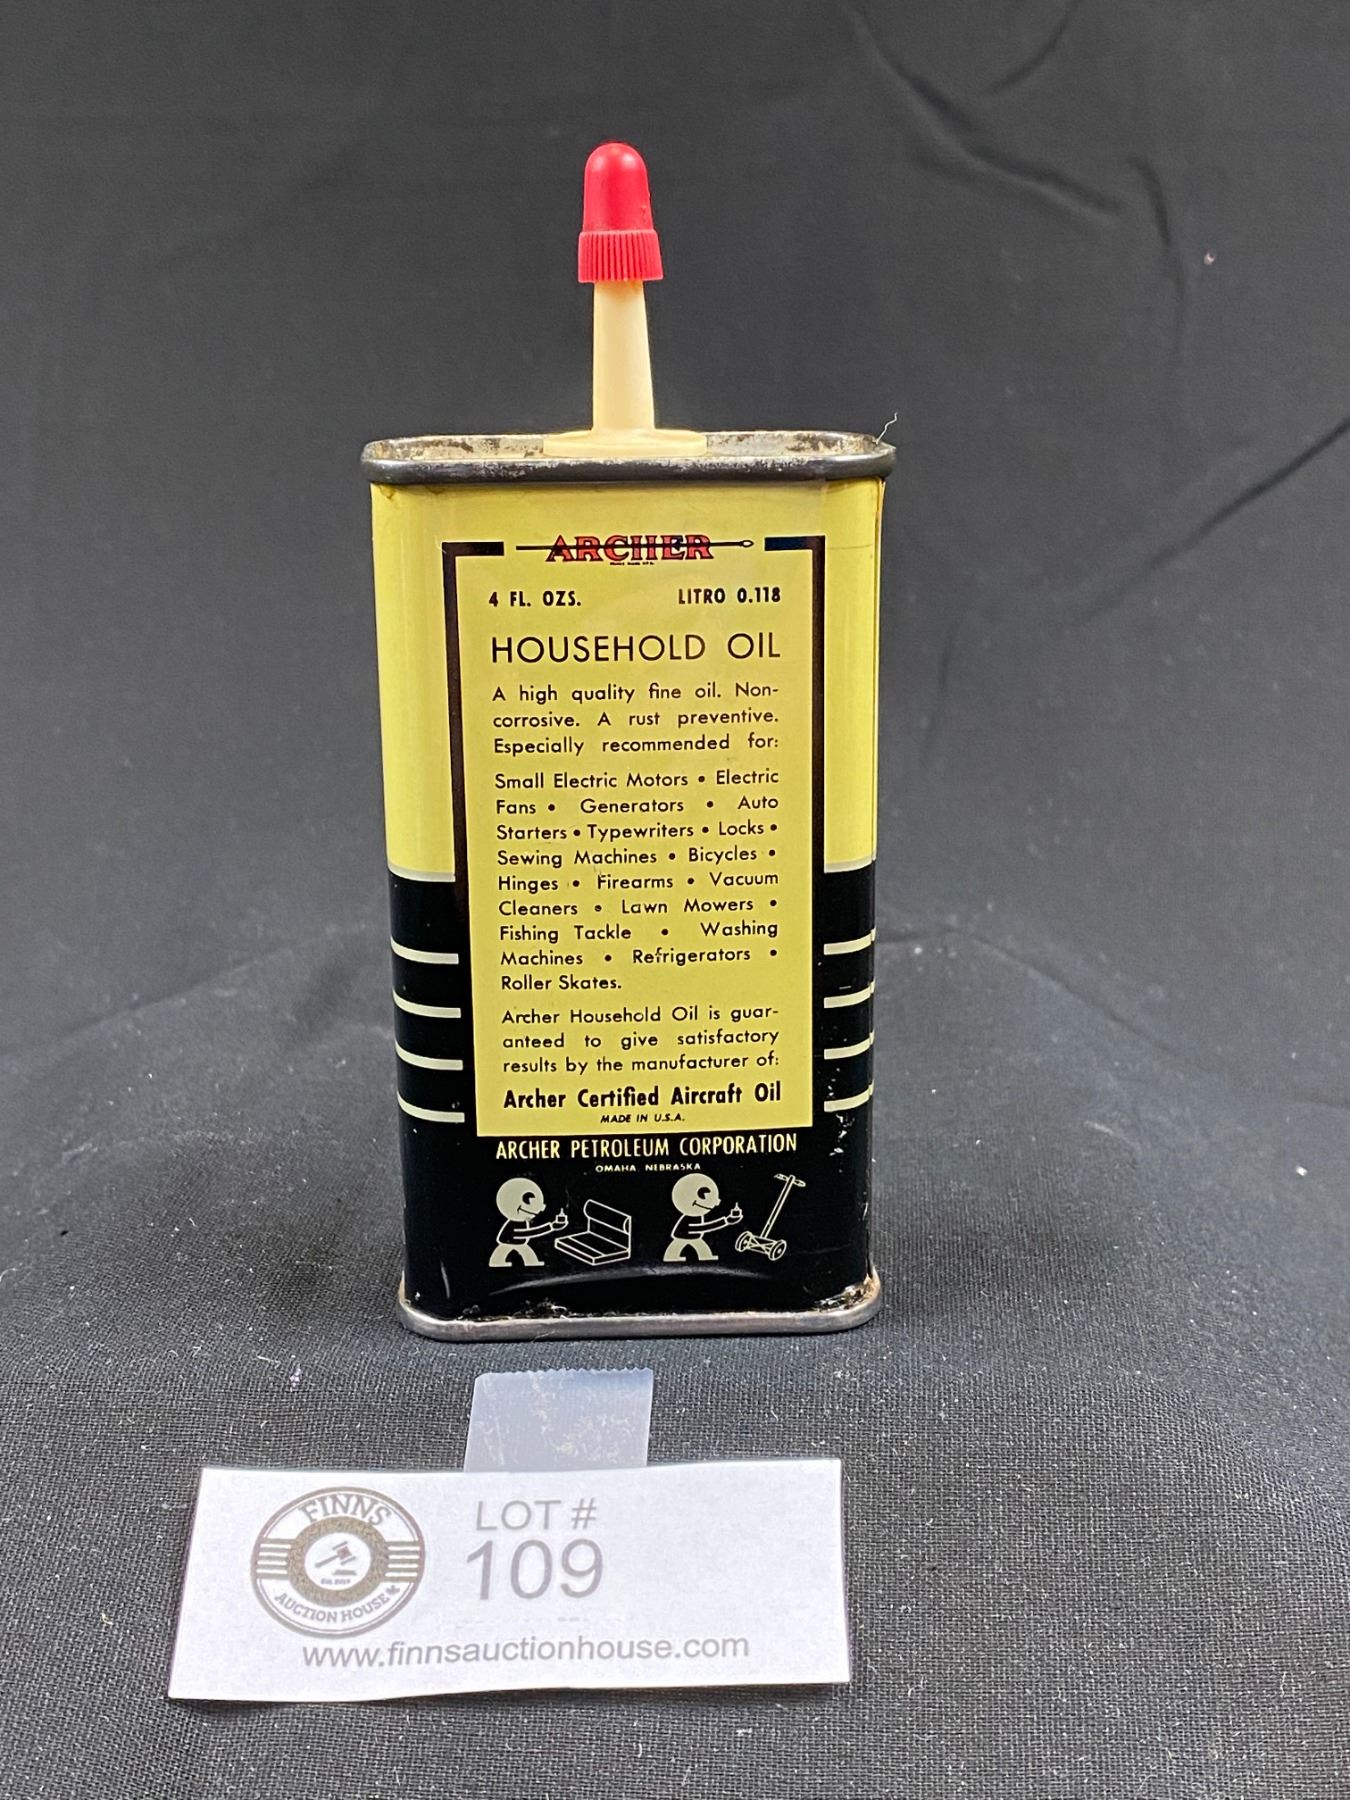 ARCHER
4 FL. OZS. LITRO 0.118
HOUSEHOLD OIL
A high quality fine oil. Non-
corrosive. A rust preventive.
Especially recommended for:
Small Electric Motors • Electric
Fans • Generators • Auto
Starters • Typewriters • Locks •
Sewing Machines • Bicycles •
Hinges • Firearms • Vacuum
Cleaners • Lawn Mowers •
Fishing Tackle • Washing
Machines • Refrigerators •
Roller Skates.
Archer Household Oil is guar-
anteed to give satisfactory
results by the manufacturer of:
Archer Certified Aircraft Oil
MADE IN U.S.A.
ARCHER PETROLEUM CORPORATION
OMAHA, NEBRASKA
FINNS
AUCTION HOUSE
LOT #
109
www.finnsauctionhouse.com